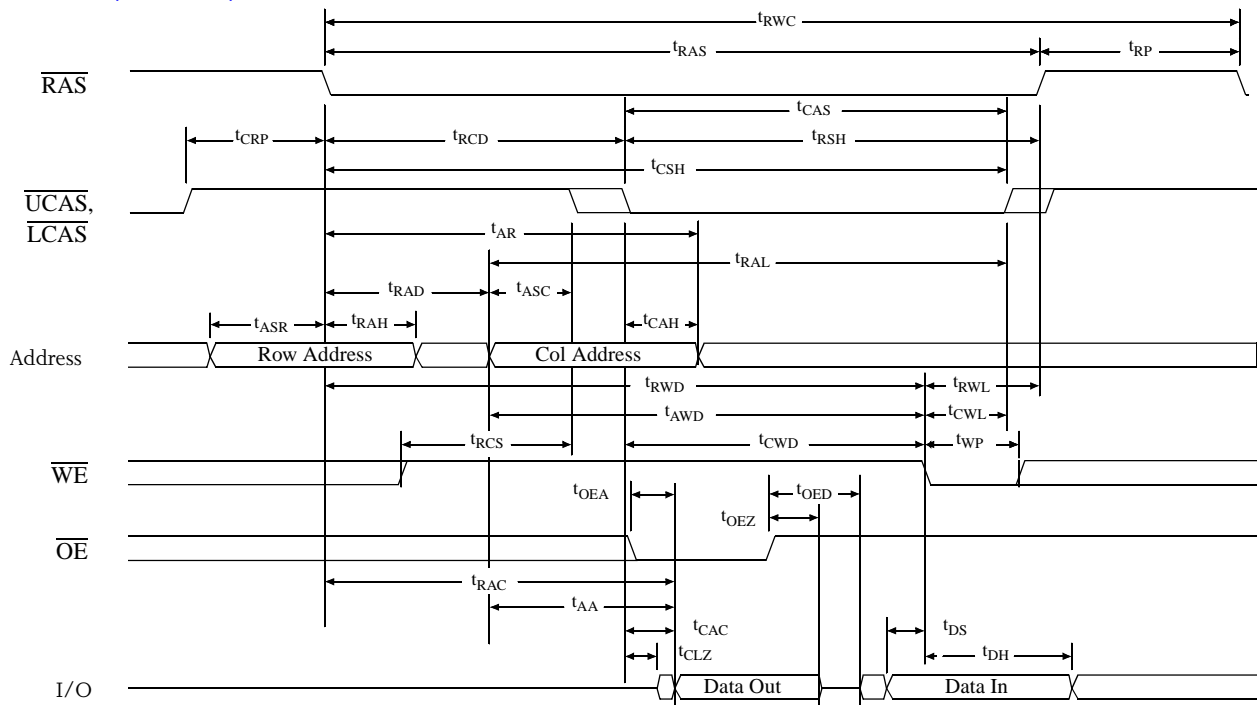 tRWC
tRAS
tRP
RAS
tCAS
tCRP
tRCD
tRSH
tCSH
UCAS,
LCAS
tAR
tRAL
tRAD
tASC
tASR
tRAH
tCAH
Address
Row Address
Col Address
tRWD
tRWL
tAWD
tCWL
tRCS
tCWD
tWP
WE
tOEA
tOED
tOEZ
OE
tRAC
tAA
tCAC
tDS
tCLZ
tDH
I/O
Data Out
Data In